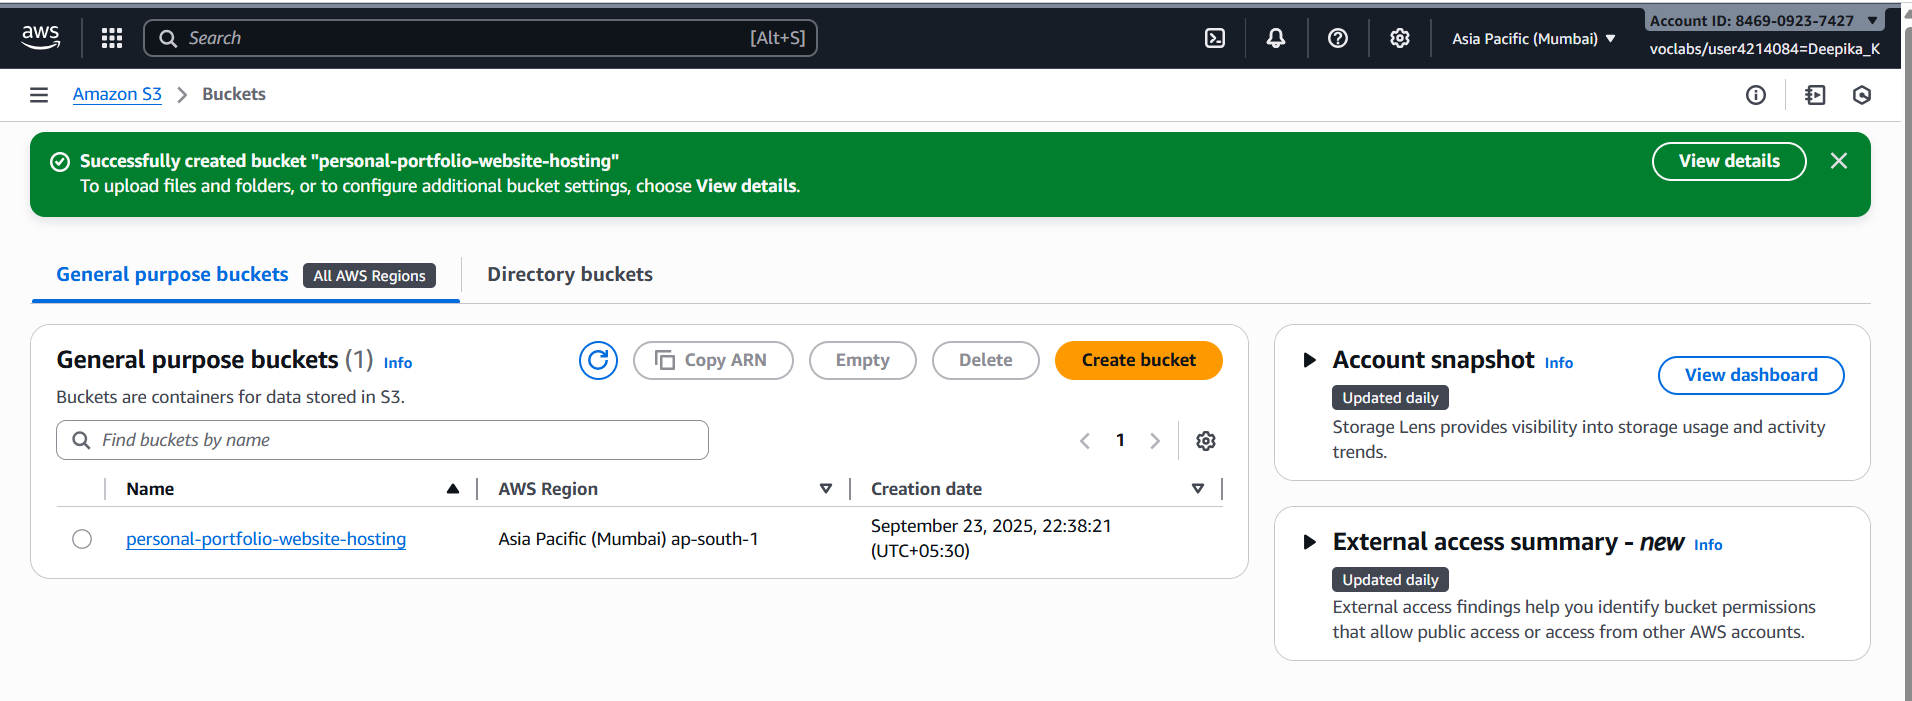 aws
Search [Alt+S]
Asia Pacific (Mumbai)
Account ID: 8469-0923-7427
voclabs/user4214084=Deepika_K
Amazon S3 Buckets
Successfully created bucket "personal-portfolio-website-hosting"
To upload files and folders, or to configure additional bucket settings, choose View details.
View details
General purpose buckets All AWS Regions Directory buckets
General purpose buckets (1) Info
Copy ARN Empty Delete Create bucket
Buckets are containers for data stored in S3.
Find buckets by name
1
Name AWS Region Creation date
personal-portfolio-website-hosting Asia Pacific (Mumbai) ap-south-1 September 23, 2025, 22:38:21
(UTC+05:30)
Account snapshot Info
View dashboard
Updated daily
Storage Lens provides visibility into storage usage and activity
trends.
External access summary - new Info
Updated daily
External access findings help you identify bucket permissions
that allow public access or access from other AWS accounts.